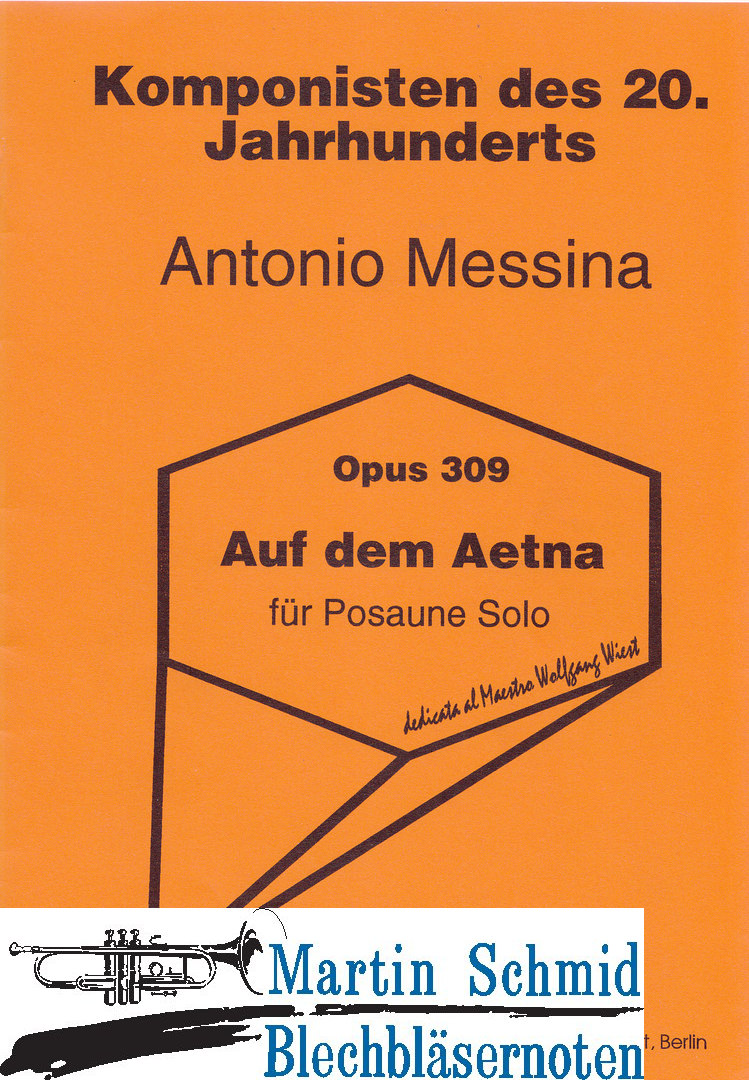 Komponisten des 20.
Jahrhunderts
Antonio Messina
Opus 309
Auf dem Aetna
für Posaune Solo
dedicata al Maestro Wolfgang Wiest
Martin Schmid
Blechbläsernoten
, Berlin